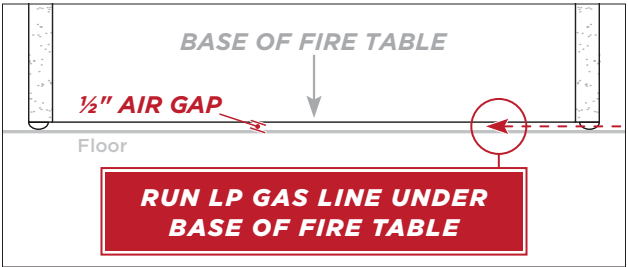 BASE OF FIRE TABLE
½" AIR GAP
Floor
RUN LP GAS LINE UNDER
BASE OF FIRE TABLE